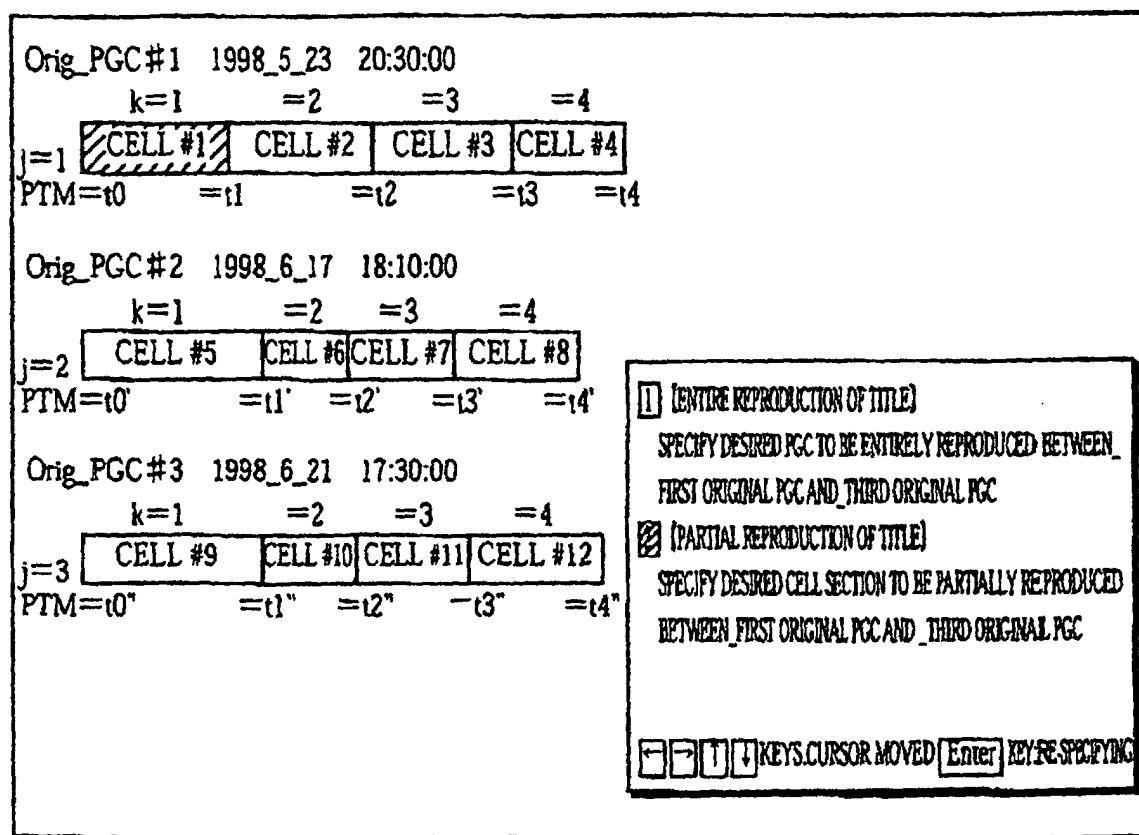 Orig_PGC#1 1998_5_23 20:30:00
k=1 =2 =3 =4
j=1 CELL #1 CELL #2 CELL #3 CELL #4
PTM=t0 =t1 =t2 =t3 =t4
Orig_PGC#2 1998_6_17 18:10:00
k=1 =2 =3 =4
j=2 CELL #5 CELL #6 CELL #7 CELL #8
PTM=t0' =t1' =t2' =t3' =t4'
Orig_PGC#3 1998_6_21 17:30:00
k=1 =2 =3 =4
j=3 CELL #9 CELL #10 CELL #11 CELL #12
PTM=t0" =t1" =t2" −t3" =t4"
1 [ENTIRE REPRODUCTION OF TITLE]
SPECIFY DESIRED PGC TO BE ENTIRELY REPRODUCED BETWEEN_
FIRST ORIGINAL PGC AND_THIRD ORIGINAL PGC
2 [PARTIAL REPRODUCTION OF TITLE]
SPECIFY DESIRED CELL SECTION TO BE PARTIALLY REPRODUCED
BETWEEN_FIRST ORIGINAL PGC AND _THIRD ORIGINAL PGC
← → ↑ ↓ KEYS:CURSOR MOVED Enter KEY:RE-SPECIFYING